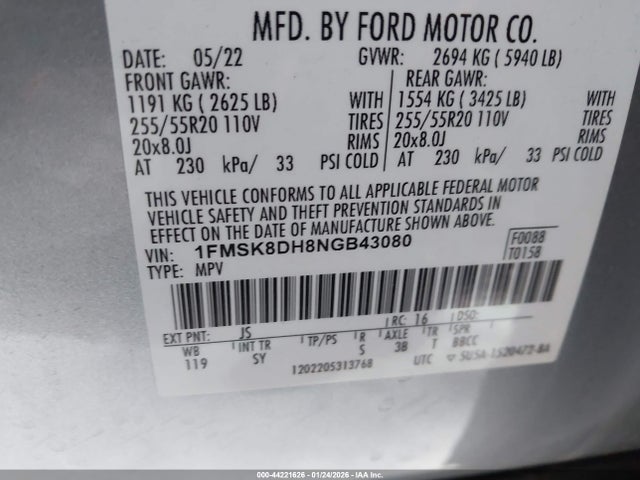 MFD. BY FORD MOTOR CO.
DATE: 05/22 GVWR: 2694 KG ( 5940 LB)
FRONT GAWR: REAR GAWR:
1191 KG ( 2625 LB) WITH 1554 KG ( 3425 LB) WITH
255/55R20 110V TIRES 255/55R20 110V TIRES
20x8.0J RIMS 20x8.0J RIMS
AT 230 kPa/ 33 PSI COLD AT 230 kPa/ 33 PSI COLD
THIS VEHICLE CONFORMS TO ALL APPLICABLE FEDERAL MOTOR
VEHICLE SAFETY AND THEFT PREVENTION STANDARDS IN
EFFECT ON THE DATE OF MANUFACTURE SHOWN ABOVE.
VIN: 1FMSK8DH8NGB43080 F0088
TYPE: MPV T0158
EXT PNT: JS RC: 16 DSO:
WB INT TR TP/PS R AXLE TR SPR
119 SY S 3B T BBCC
1202205313768 UTC SU5A-1520472-BA
000-44221626 - 01/24/2026 - IAA Inc.